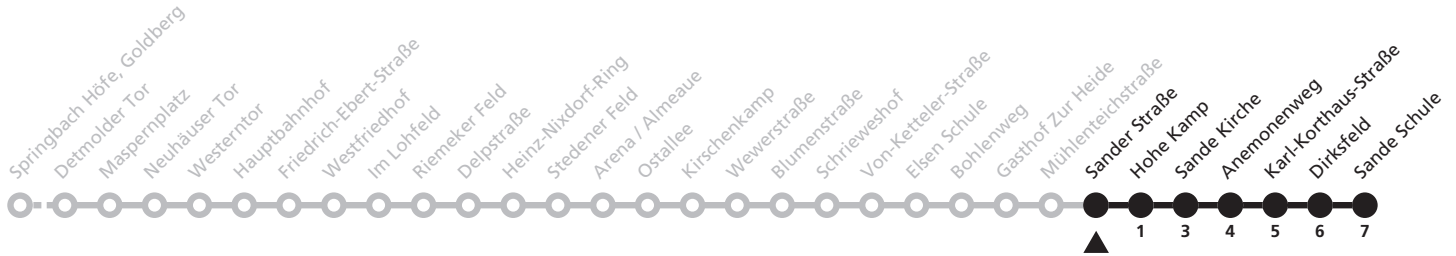 Springbach Höfe, Goldberg
Detmolder Tor
Maspernplatz
Neuhäuser Tor
Westerntor
Hauptbahnhof
Friedrich-Ebert-Straße
Westfriedhof
Im Lohfeld
Riemeker Feld
Delpstraße
Heinz-Nixdorf-Ring
Stedener Feld
Arena / Almeaue
Ostallee
Kirschenkamp
Wewerstraße
Blumenstraße
Schrieweshof
Von-Ketteler-Straße
Elsen Schule
Bohlenweg
Gasthof Zur Heide
Mühlenteichstraße
Sander Straße
Hohe Kamp
Sande Kirche
Anemonenweg
Karl-Korthaus-Straße
Dirksfeld
Sande Schule
1 3 4 5 6 7